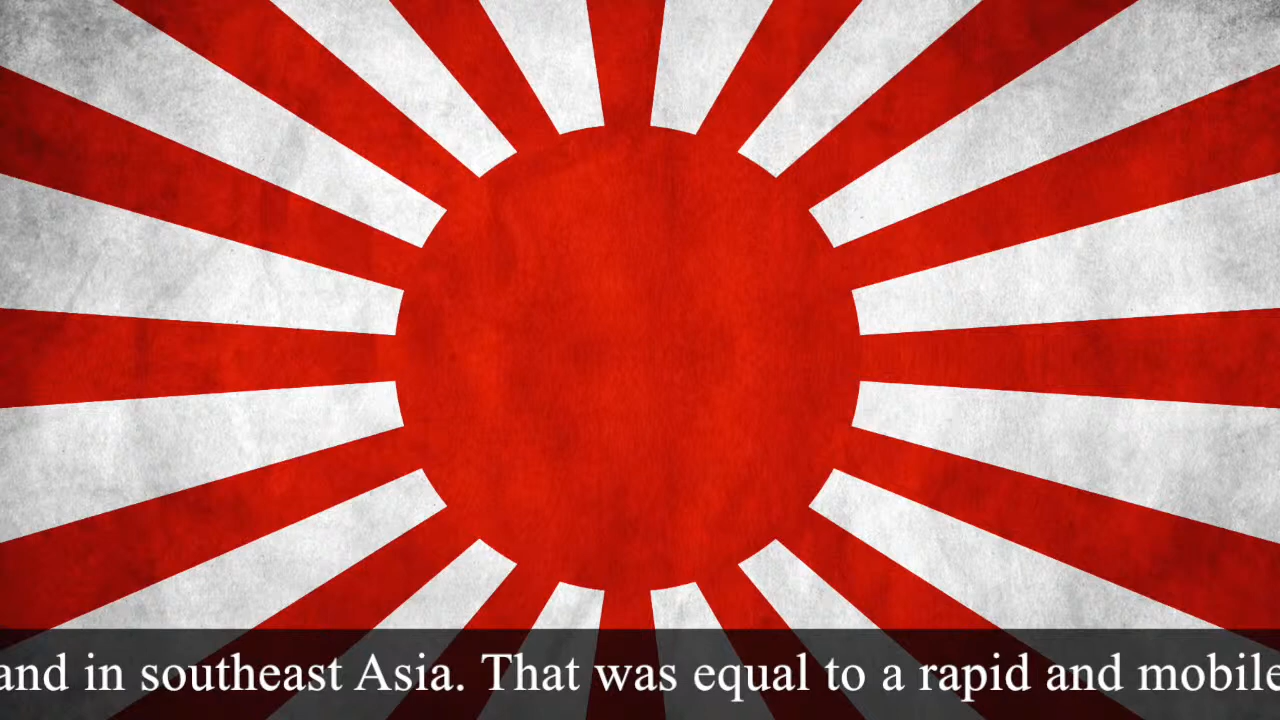 and in southeast Asia. That was equal to a rapid and mobile